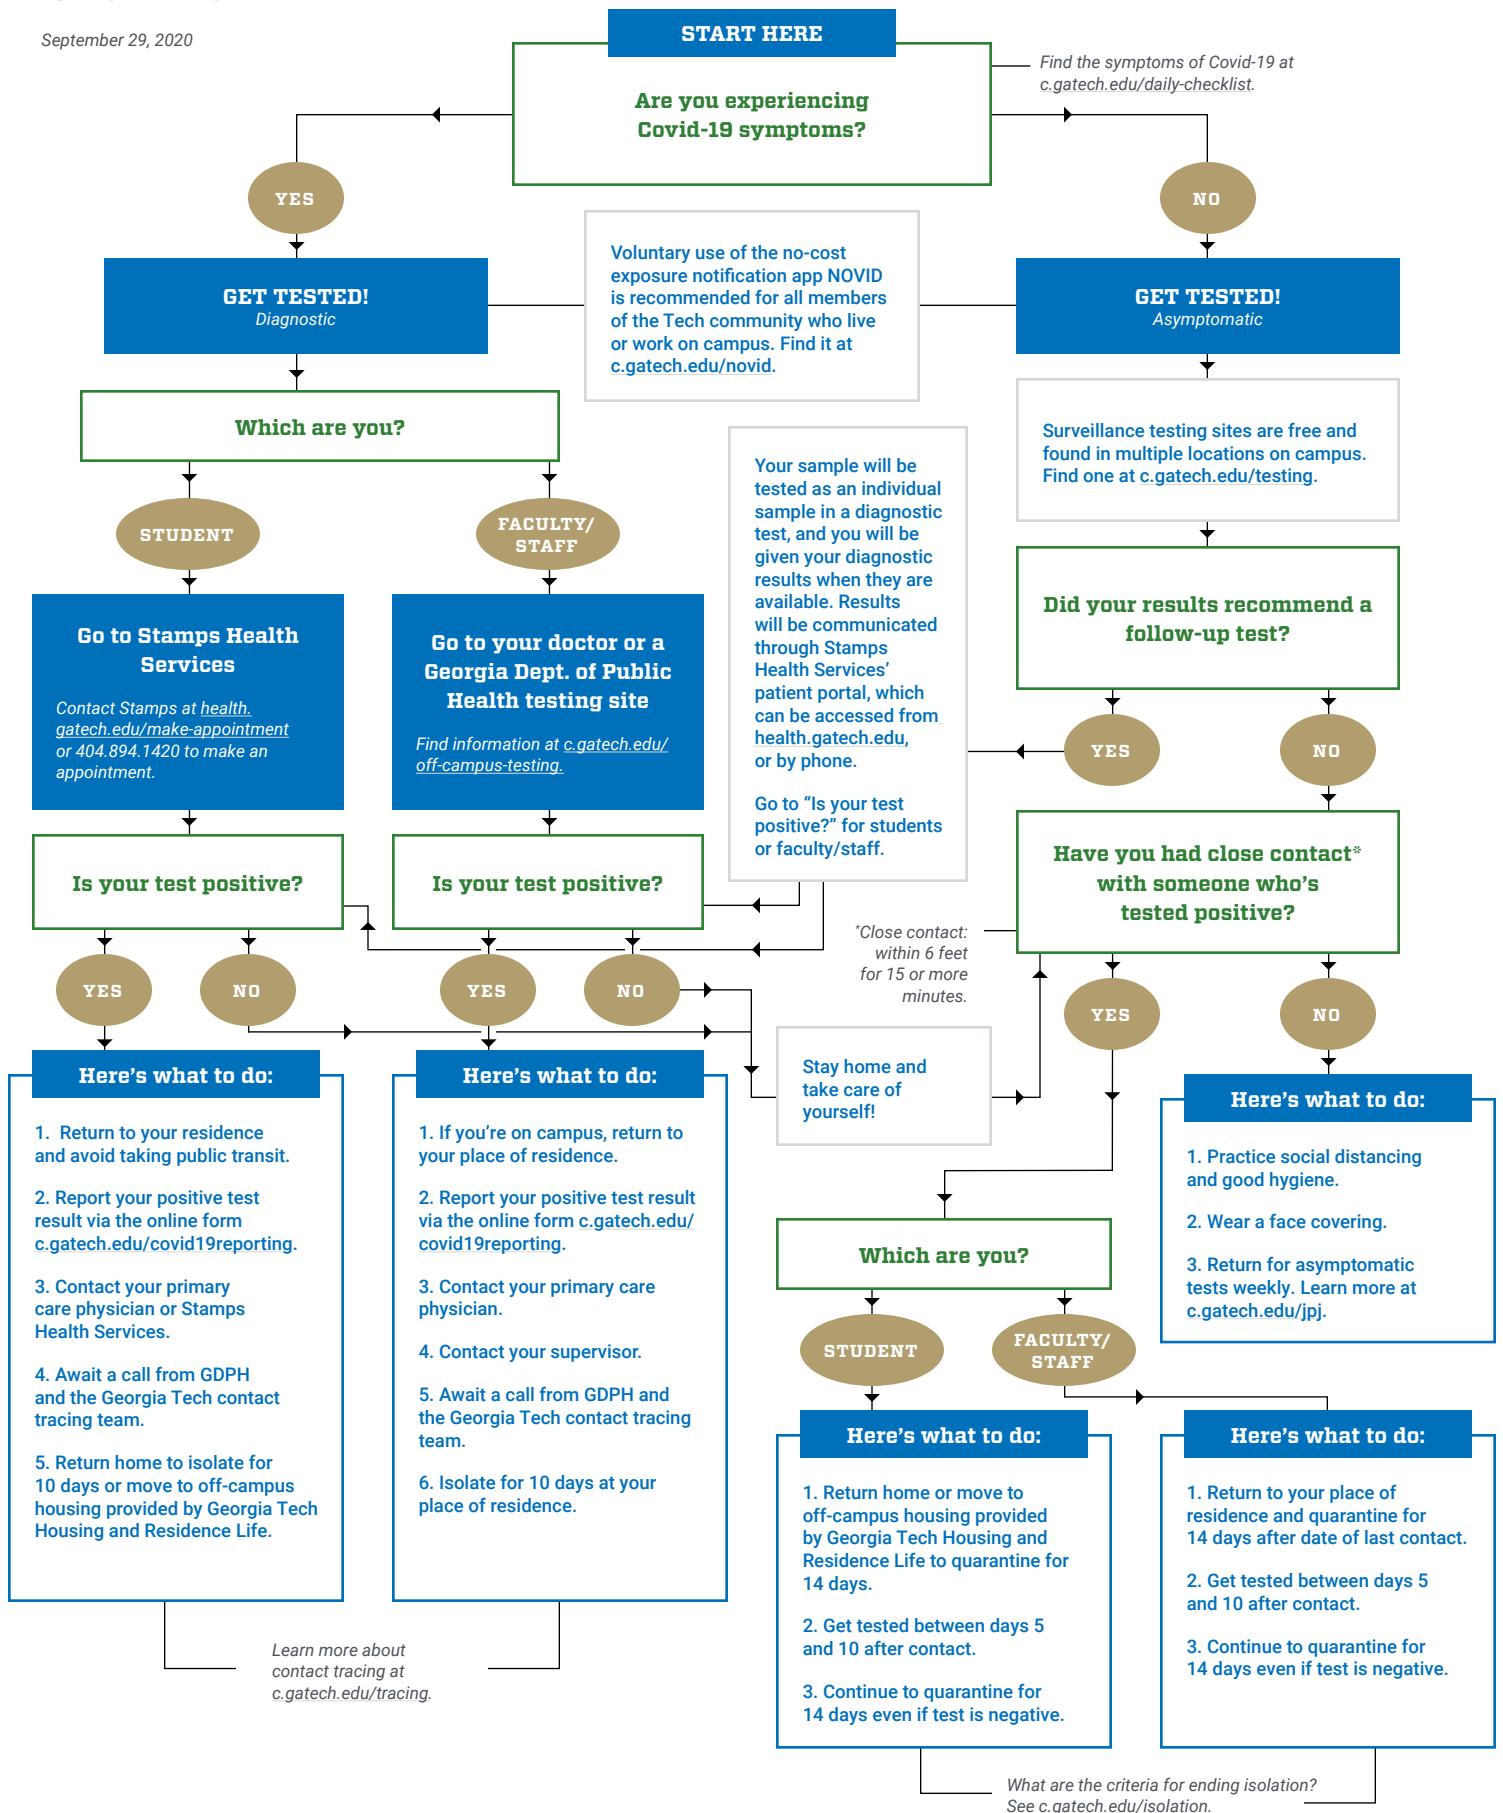 September 29, 2020
START HERE
Are you experiencing
Covid-19 symptoms?
Find the symptoms of Covid-19 at
c.gatech.edu/daily-checklist.
YES
NO
GET TESTED!
Diagnostic
Voluntary use of the no-cost
exposure notification app NOVID
is recommended for all members
of the Tech community who live
or work on campus. Find it at
c.gatech.edu/novid.
GET TESTED!
Asymptomatic
Which are you?
STUDENT
FACULTY/
STAFF
Go to Stamps Health
Services
Contact Stamps at health.
gatech.edu/make-appointment
or 404.894.1420 to make an
appointment.
Go to your doctor or a
Georgia Dept. of Public
Health testing site
Find information at c.gatech.edu/
off-campus-testing.
Your sample will be
tested as an individual
sample in a diagnostic
test, and you will be
given your diagnostic
results when they are
available. Results
will be communicated
through Stamps
Health Services’
patient portal, which
can be accessed from
health.gatech.edu,
or by phone.
Go to “Is your test
positive?” for students
or faculty/staff.
Surveillance testing sites are free and
found in multiple locations on campus.
Find one at c.gatech.edu/testing.
Did your results recommend a
follow-up test?
YES
NO
Is your test positive?
Is your test positive?
Have you had close contact*
with someone who’s
tested positive?
*Close contact:
within 6 feet
for 15 or more
minutes.
YES
NO
YES
NO
YES
NO
Stay home and
take care of
yourself!
Here’s what to do:
1. Return to your residence
and avoid taking public transit.
2. Report your positive test
result via the online form
c.gatech.edu/covid19reporting.
3. Contact your primary
care physician or Stamps
Health Services.
4. Await a call from GDPH
and the Georgia Tech contact
tracing team.
5. Return home to isolate for
10 days or move to off-campus
housing provided by Georgia Tech
Housing and Residence Life.
Here’s what to do:
1. If you’re on campus, return to
your place of residence.
2. Report your positive test result
via the online form c.gatech.edu/
covid19reporting.
3. Contact your primary care
physician.
4. Contact your supervisor.
5. Await a call from GDPH and
the Georgia Tech contact tracing
team.
6. Isolate for 10 days at your
place of residence.
Learn more about
contact tracing at
c.gatech.edu/tracing.
Here’s what to do:
1. Practice social distancing
and good hygiene.
2. Wear a face covering.
3. Return for asymptomatic
tests weekly. Learn more at
c.gatech.edu/jpj.
Which are you?
STUDENT
FACULTY/
STAFF
Here’s what to do:
1. Return home or move to
off-campus housing provided
by Georgia Tech Housing and
Residence Life to quarantine for
14 days.
2. Get tested between days 5
and 10 after contact.
3. Continue to quarantine for
14 days even if test is negative.
Here’s what to do:
1. Return to your place of
residence and quarantine for
14 days after date of last contact.
2. Get tested between days 5
and 10 after contact.
3. Continue to quarantine for
14 days even if test is negative.
What are the criteria for ending isolation?
See c.gatech.edu/isolation.